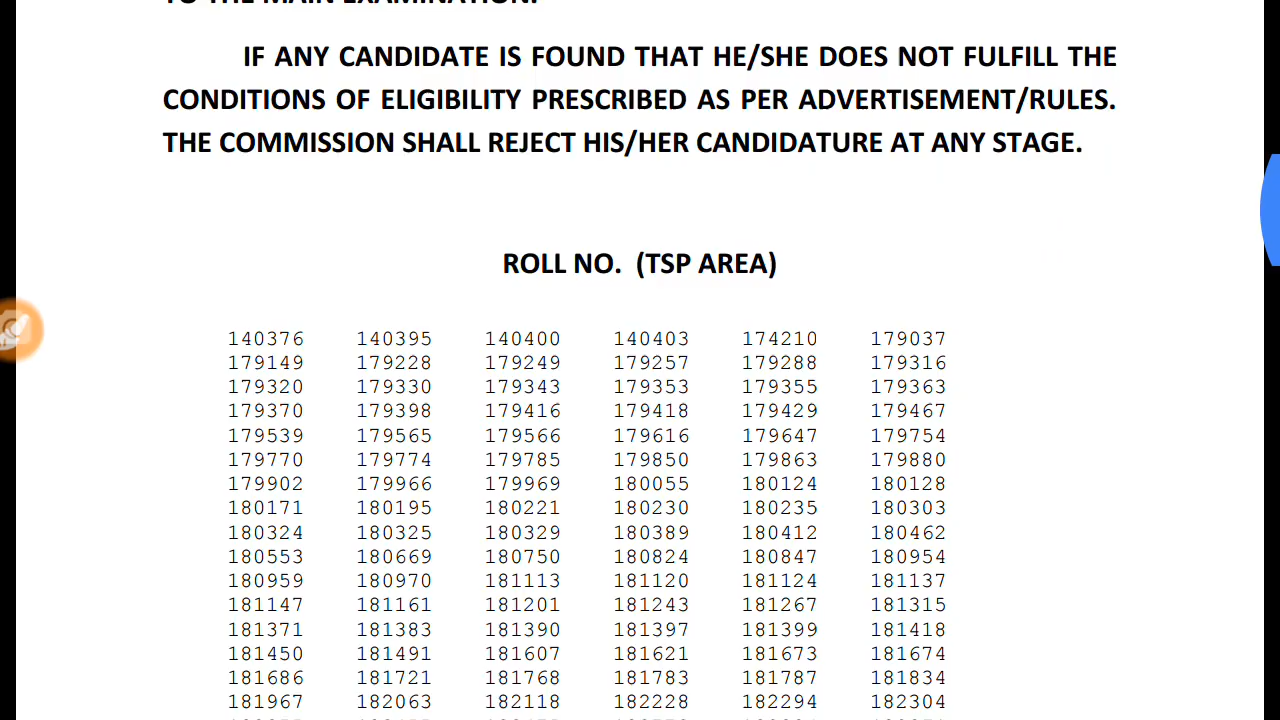 TO THE MAIN EXAMINATION.
IF ANY CANDIDATE IS FOUND THAT HE/SHE DOES NOT FULFILL THE
CONDITIONS OF ELIGIBILITY PRESCRIBED AS PER ADVERTISEMENT/RULES.
THE COMMISSION SHALL REJECT HIS/HER CANDIDATURE AT ANY STAGE.
ROLL NO. (TSP AREA)
140376 140395 140400 140403 174210 179037
179149 179228 179249 179257 179288 179316
179320 179330 179343 179353 179355 179363
179370 179398 179416 179418 179429 179467
179539 179565 179566 179616 179647 179754
179770 179774 179785 179850 179863 179880
179902 179966 179969 180055 180124 180128
180171 180195 180221 180230 180235 180303
180324 180325 180329 180389 180412 180462
180553 180669 180750 180824 180847 180954
180959 180970 181113 181120 181124 181137
181147 181161 181201 181243 181267 181315
181371 181383 181390 181397 181399 181418
181450 181491 181607 181621 181673 181674
181686 181721 181768 181783 181787 181834
181967 182063 182118 182228 182294 182304